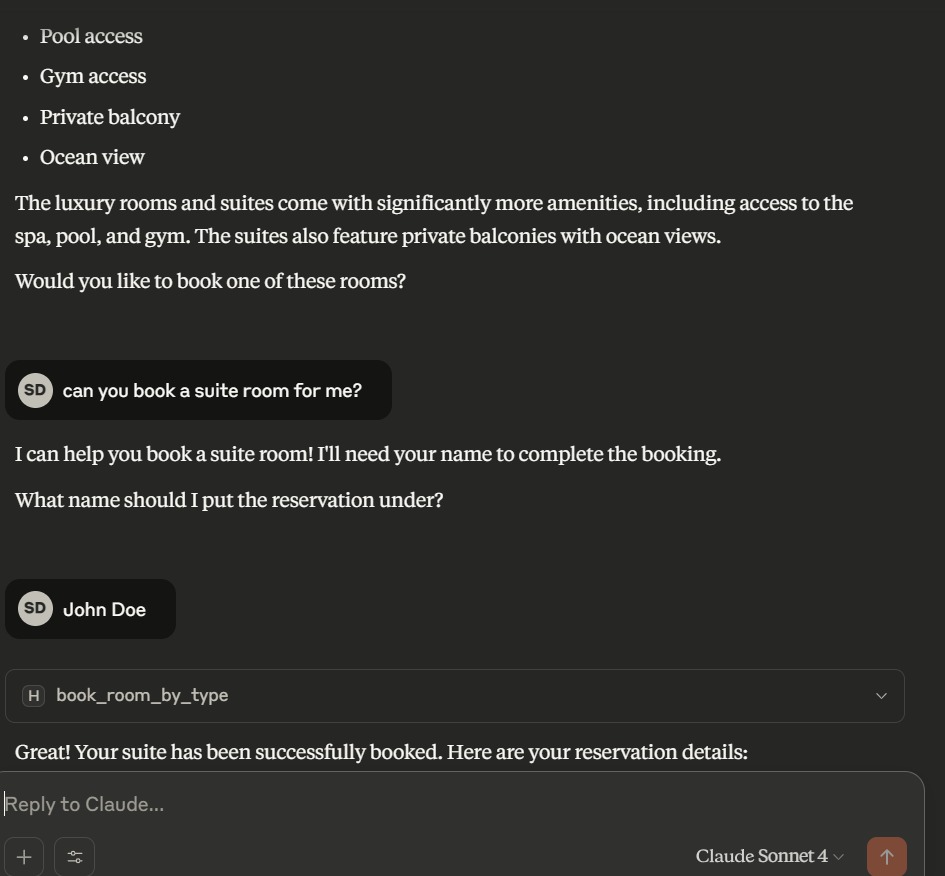 Pool access
Gym access
Private balcony
Ocean view
The luxury rooms and suites come with significantly more amenities, including access to the
spa, pool, and gym. The suites also feature private balconies with ocean views.
Would you like to book one of these rooms?
SD can you book a suite room for me?
I can help you book a suite room! I'll need your name to complete the booking.
What name should I put the reservation under?
SD John Doe
H book_room_by_type
Great! Your suite has been successfully booked. Here are your reservation details:
Reply to Claude...
Claude Sonnet 4